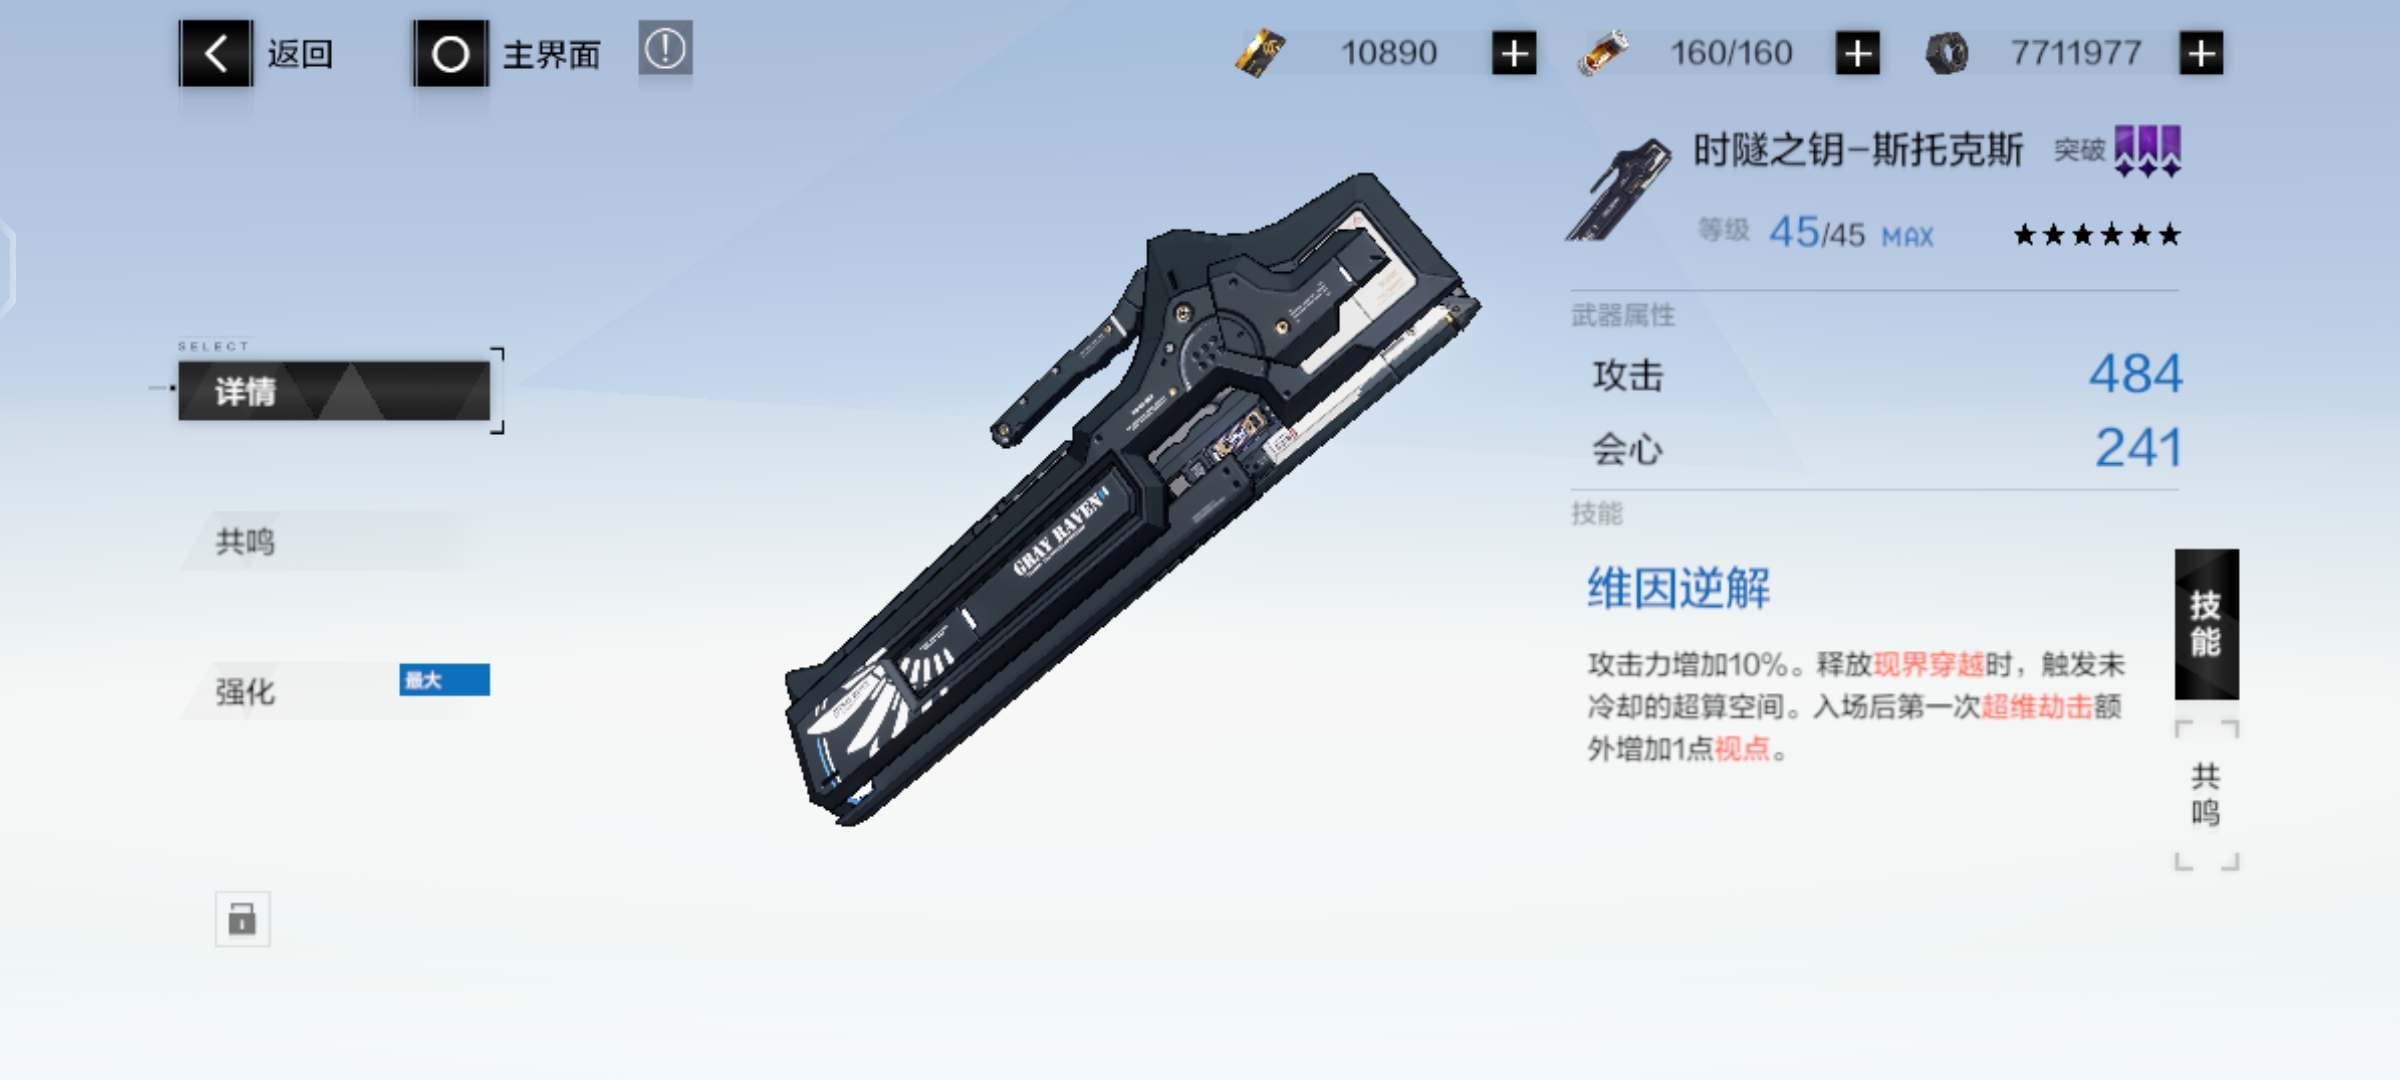 返回
主界面
10890
160/160
7711977
时隧之钥-斯托克斯
突破
等级 45/45 MAX
武器属性
攻击 484
会心 241
技能
维因逆解
攻击力增加10%。释放现界穿越时，触发未
冷却的超算空间。入场后第一次超维劫击额
外增加1点视点。
技能
共鸣
SELECT
详情
共鸣
强化
最大
GRAY RAVEN